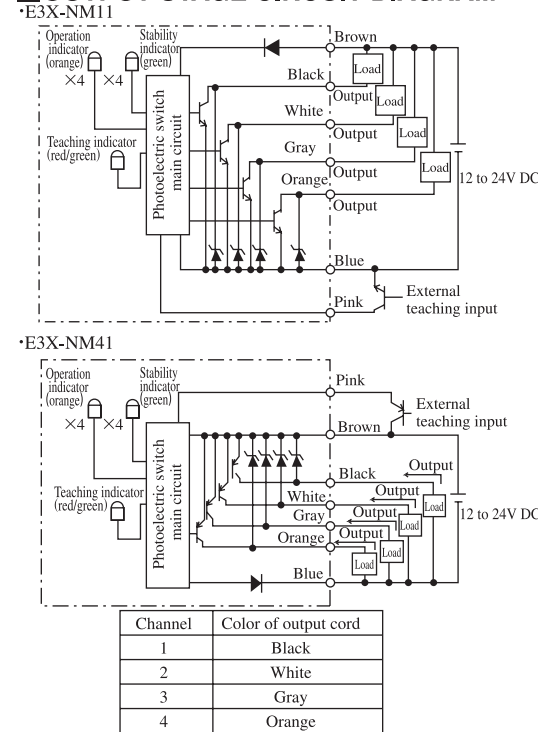 ·E3X-NM11
Operation
indicator
(orange)
×4
Stability
indicator
(green)
×4
Teaching indicator
(red/green)
Photoelectric switch
main circuit
Brown
Black
Output
White
Output
Gray
Output
Orange
Output
Load
Load
Load
Load
12 to 24V DC
Blue
Pink
External
teaching input
·E3X-NM41
Operation
indicator
(orange)
×4
Stability
indicator
(green)
×4
Teaching indicator
(red/green)
Photoelectric switch
main circuit
Pink
External
teaching input
Brown
Black
Output
White
Output
Gray
Output
Orange
Output
Load
Load
Load
Load
12 to 24V DC
Blue
Channel Color of output cord
1 Black
2 White
3 Gray
4 Orange